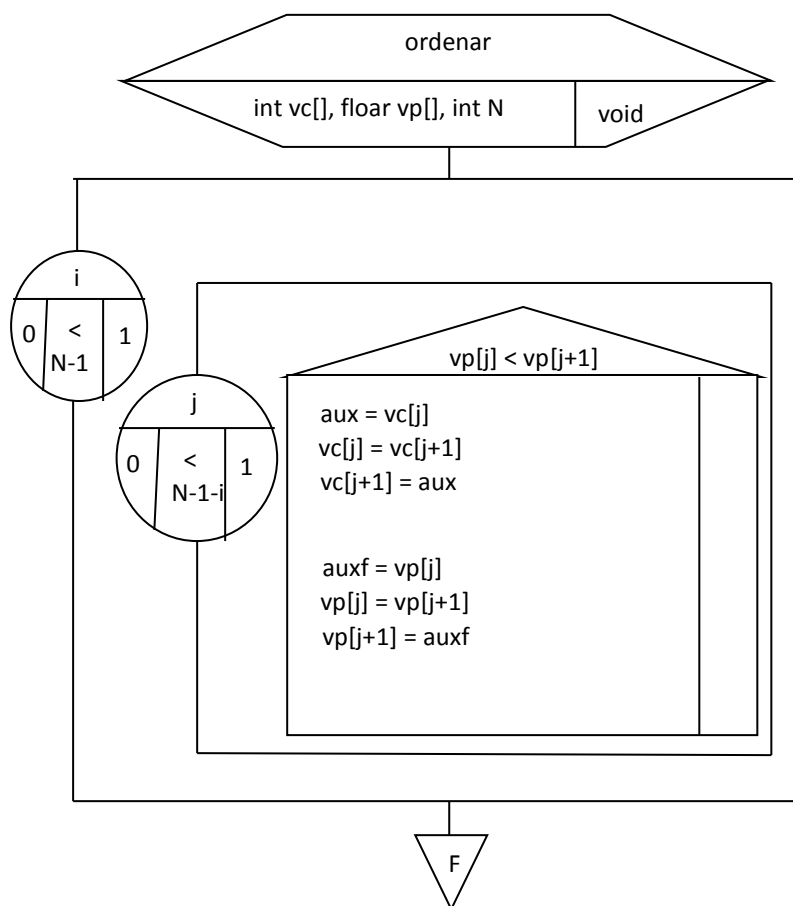 ordenar
int vc[], floar vp[], int N
void
i
0
<
N-1
1
j
0
<
N-1-i
1
vp[j] < vp[j+1]
aux = vc[j]
vc[j] = vc[j+1]
vc[j+1] = aux
auxf = vp[j]
vp[j] = vp[j+1]
vp[j+1] = auxf
F